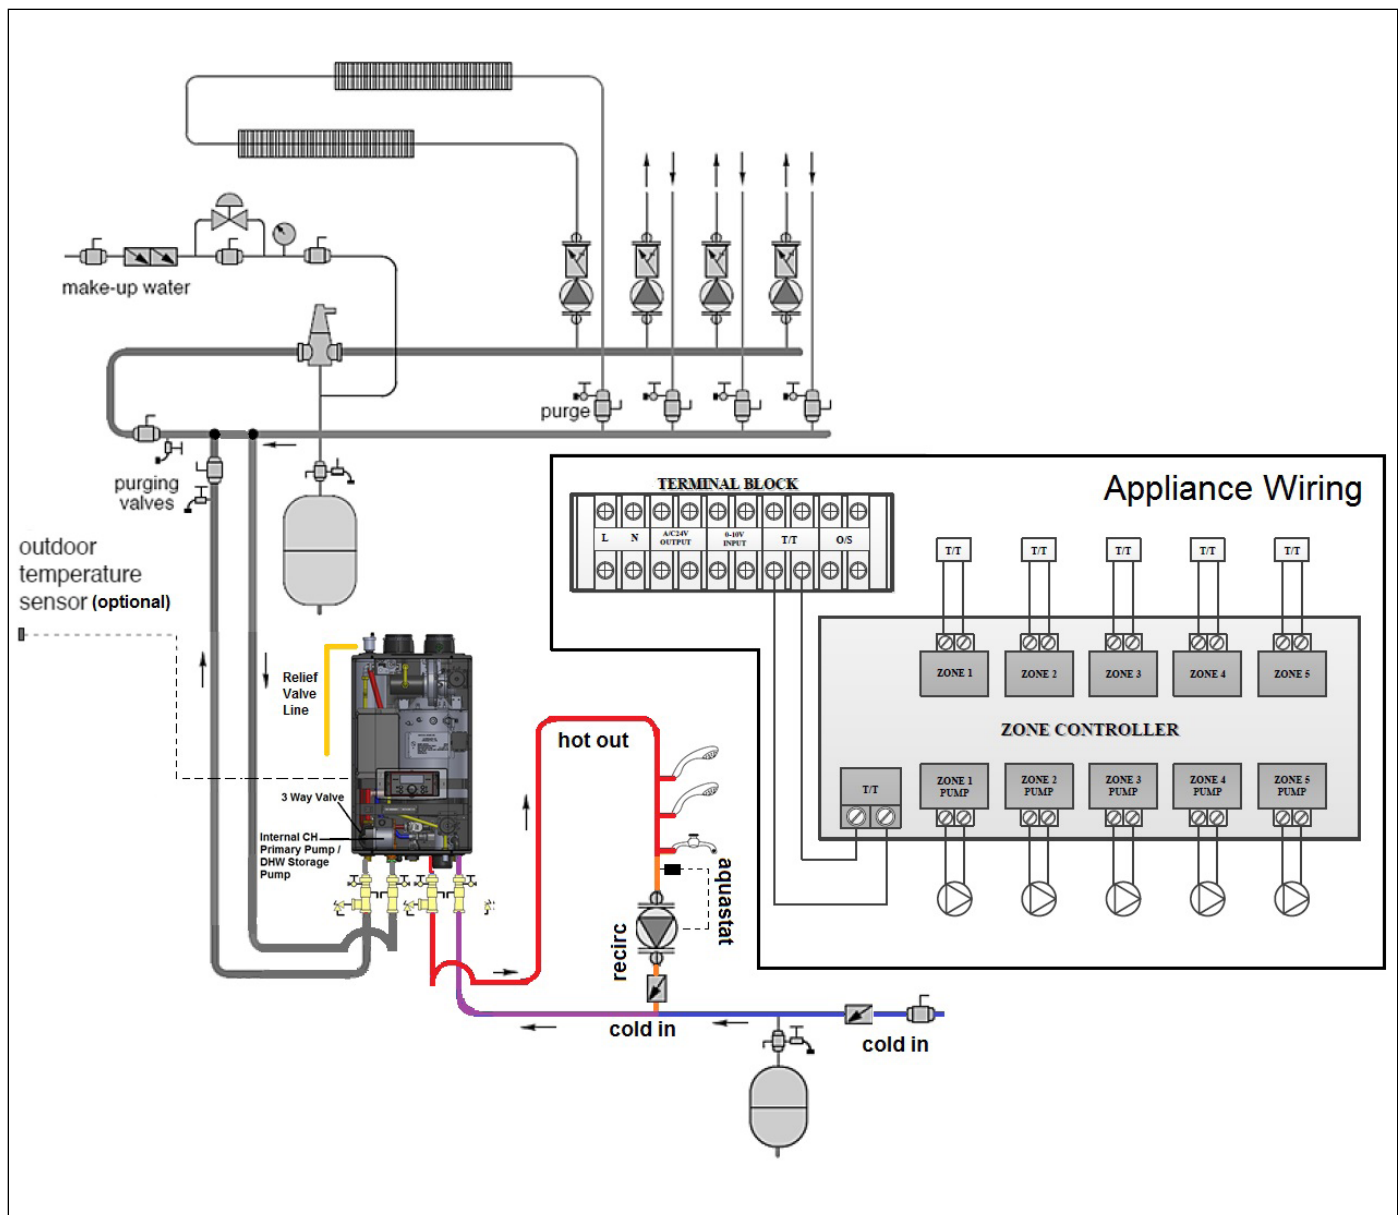 make-up water
purge
purging
valves
outdoor
temperature
sensor (optional)
Relief
Valve
Line
3 Way Valve
Internal CH
Primary Pump /
DHW Storage
Pump
hot out
aquastat
recirc
cold in
cold in
Appliance Wiring
TERMINAL BLOCK
L N A/C24V 0-10V T/T O/S
OUTPUT INPUT
T/T T/T T/T T/T T/T
ZONE 1 ZONE 2 ZONE 3 ZONE 4 ZONE 5
ZONE CONTROLLER
T/T
ZONE 1 ZONE 2 ZONE 3 ZONE 4 ZONE 5
PUMP PUMP PUMP PUMP PUMP